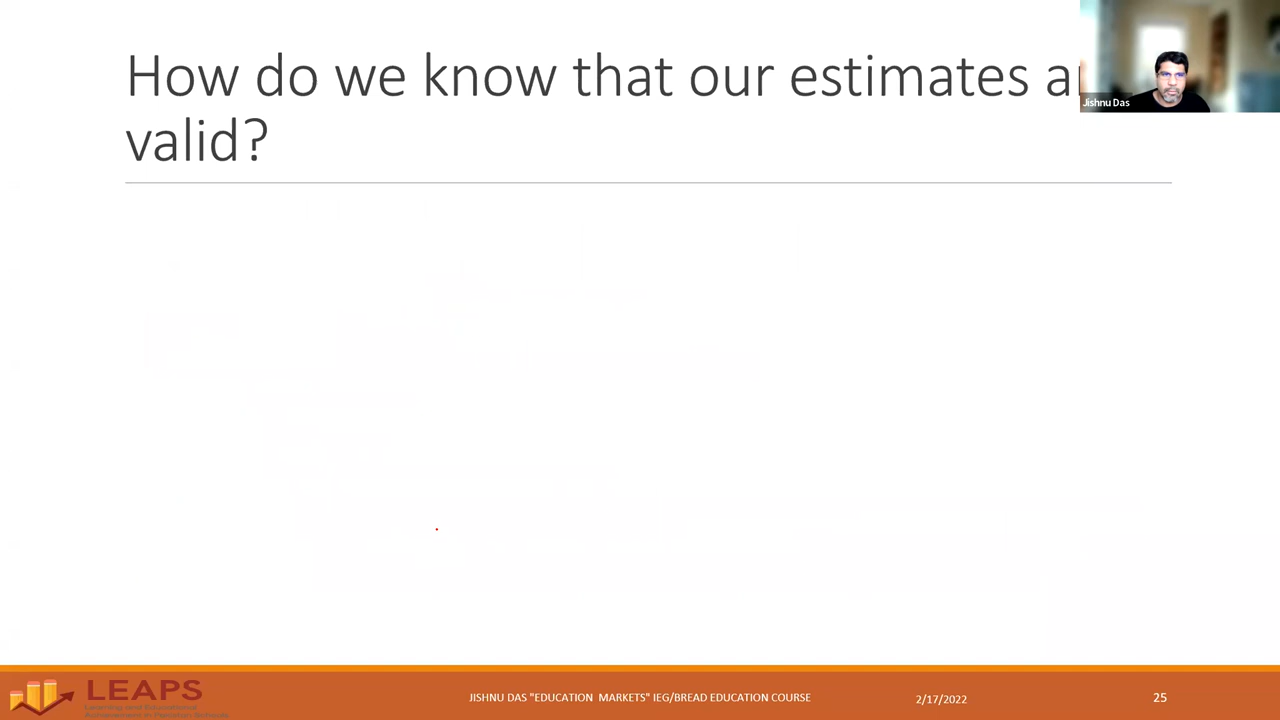 How do we know that our estimates
valid?
Jishnu Das
LEAPS
Learning and Educational
Achievement in Pakistan Schools
JISHNU DAS "EDUCATION MARKETS" IEG/BREAD EDUCATION COURSE
2/17/2022
25